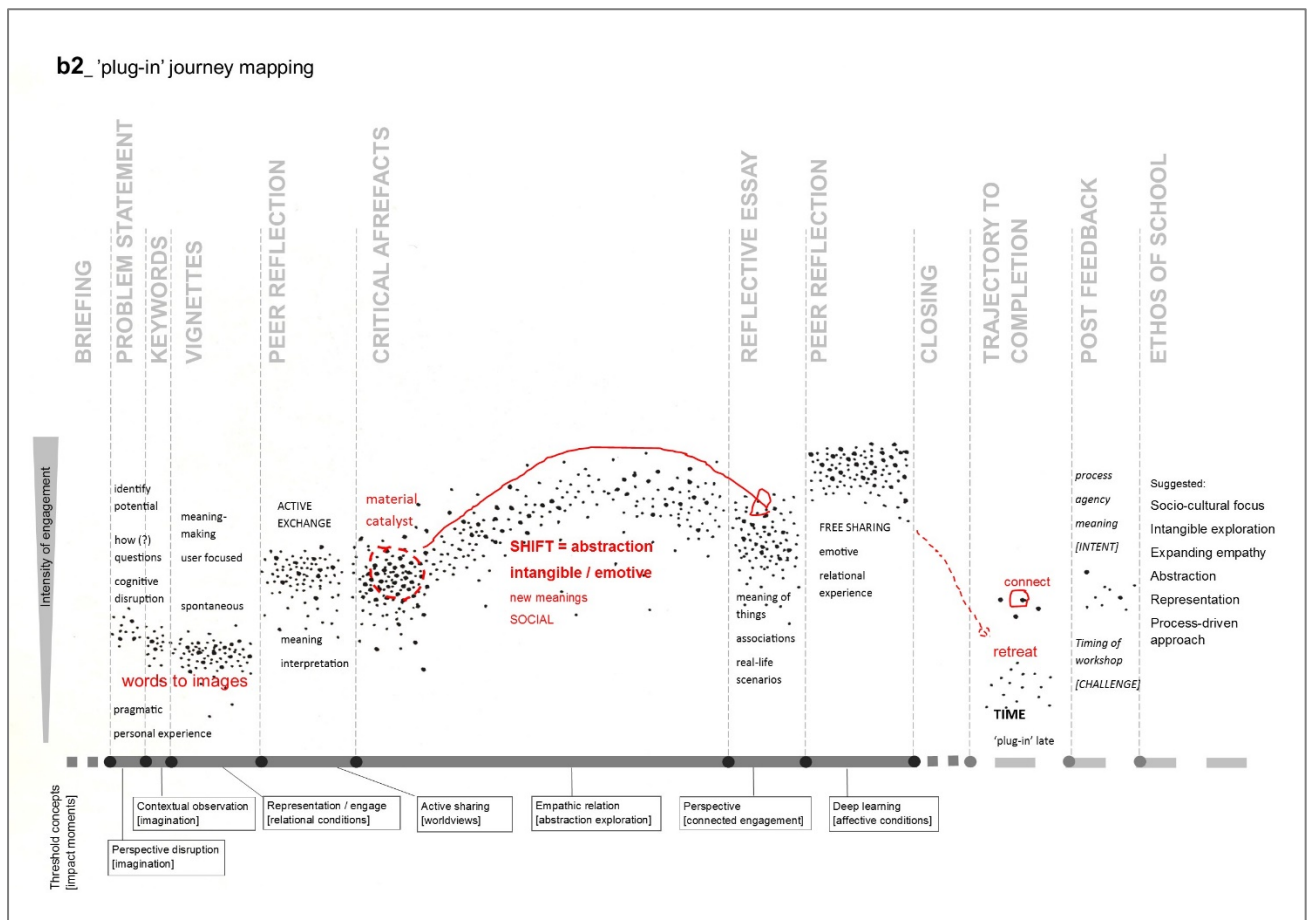 b2_ 'plug-in' journey mapping
BRIEFING
PROBLEM STATEMENT
KEYWORDS
VIGNETTES
PEER REFLECTION
CRITICAL AFREFACTS
REFLECTIVE ESSAY
PEER REFLECTION
CLOSING
TRAJECTORY TO
COMPLETION
POST FEEDBACK
ETHOS OF SCHOOL
Intensity of engagement
identify
potential
how (?)
questions
cognitive
disruption
meaning-
making
user focused
spontaneous
words to images
pragmatic
personal experience
ACTIVE
EXCHANGE
meaning
interpretation
material
catalyst
SHIFT = abstraction
intangible / emotive
new meanings
SOCIAL
meaning of
things
associations
real-life
scenarios
FREE SHARING
emotive
relational
experience
connect
retreat
TIME
'plug-in' late
process
agency
meaning
[INTENT]
Timing of
workshop
[CHALLENGE]
Suggested:
Socio-cultural focus
Intangible exploration
Expanding empathy
Abstraction
Representation
Process-driven
approach
Threshold concepts
[impact moments]
Perspective disruption
[imagination]
Contextual observation
[imagination]
Representation / engage
[relational conditions]
Active sharing
[worldviews]
Empathic relation
[abstraction exploration]
Perspective
[connected engagement]
Deep learning
[affective conditions]